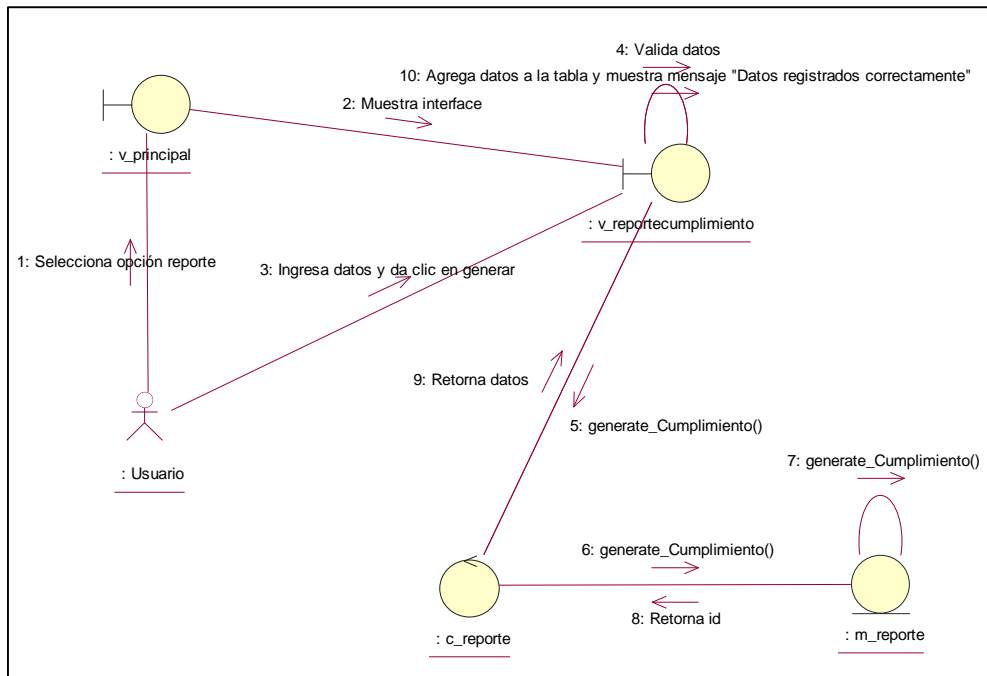 4: Valida datos
10: Agrega datos a la tabla y muestra mensaje "Datos registrados correctamente"
2: Muestra interface
: v_principal
: v_reportecumplimiento
1: Selecciona opción reporte
3: Ingresa datos y da clic en generar
9: Retorna datos
5: generate_Cumplimiento()
: Usuario
7: generate_Cumplimiento()
6: generate_Cumplimiento()
8: Retorna id
: c_reporte
: m_reporte